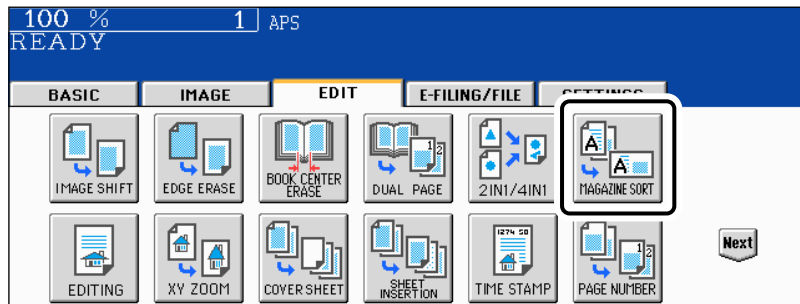 100 % 1 APS
READY
BASIC IMAGE EDIT E-FILING/FILE SETTINGS
IMAGE SHIFT EDGE ERASE BOOK CENTER ERASE DUAL PAGE 2IN1/4IN1 MAGAZINE SORT
EDITING XY ZOOM COVER SHEET SHEET INSERTION TIME STAMP PAGE NUMBER Next